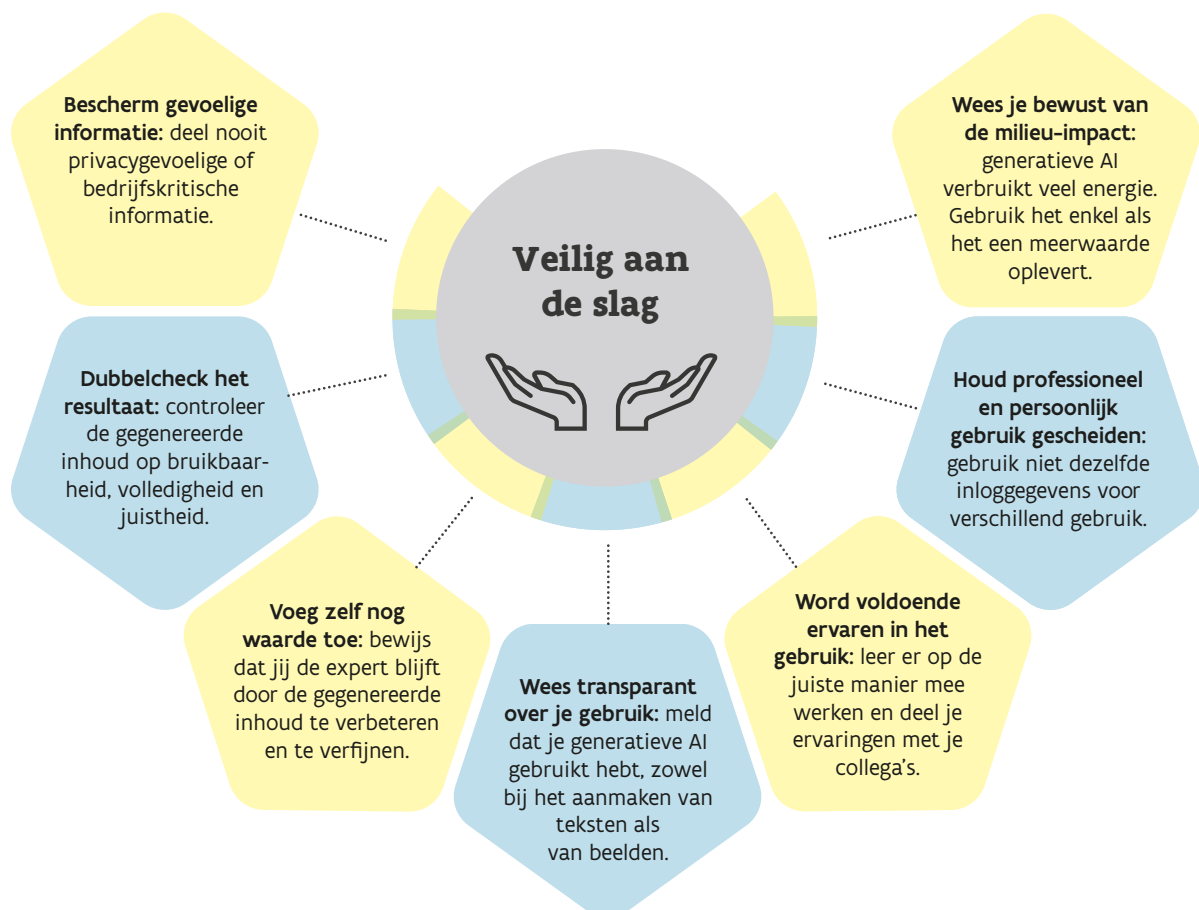 Veilig aan
de slag
Bescherm gevoelige
informatie: deel nooit
privacygevoelige of
bedrijfskritische
informatie.
Dubbelcheck het
resultaat: controleer
de gegenereerde
inhoud op bruikbaar-
heid, volledigheid en
juistheid.
Voeg zelf nog
waarde toe: bewijs
dat jij de expert blijft
door de gegenereerde
inhoud te verbeteren
en te verfijnen.
Wees transparant
over je gebruik: meld
dat je generatieve AI
gebruikt hebt, zowel
bij het aanmaken van
teksten als
van beelden.
Word voldoende
ervaren in het
gebruik: leer er op de
juiste manier mee
werken en deel je
ervaringen met je
collega's.
Houd professioneel
en persoonlijk
gebruik gescheiden:
gebruik niet dezelfde
inloggegevens voor
verschillend gebruik.
Wees je bewust van
de milieu-impact:
generatieve AI
verbruikt veel energie.
Gebruik het enkel als
het een meerwaarde
oplevert.